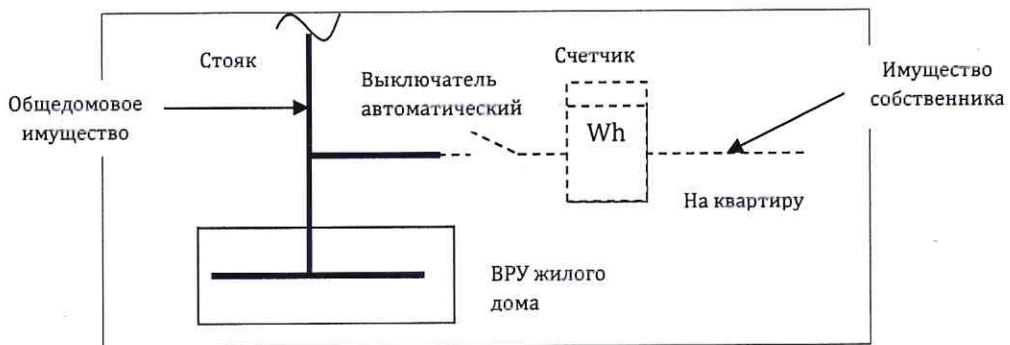 Стояк
Общедомовое
имущество
Выключатель
автоматический
Счетчик
Wh
Имущество
собственника
На квартиру
ВРУ жилого
дома